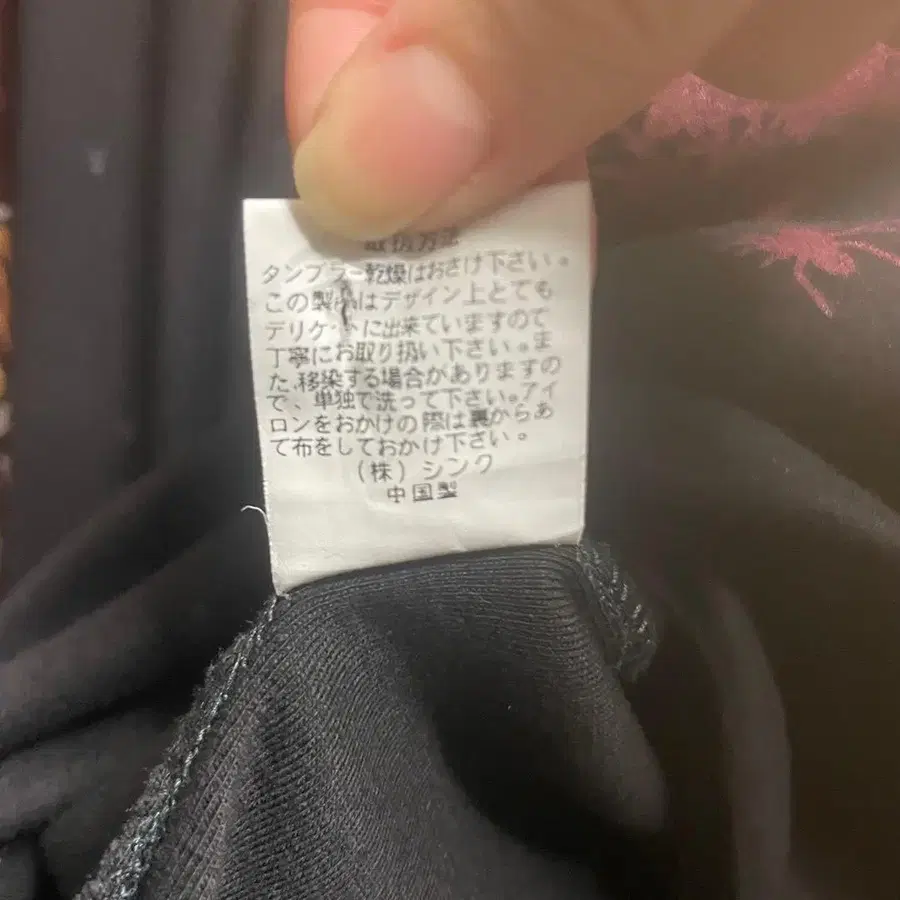 取扱方法
タンブラー乾燥はおさけ下さい。
この製品はデザイン上とても
デリケートに出来ていますので
丁寧にお取り扱い下さい。ま
た、移染する場合がありますの
で、単独で洗って下さい。アイ
ロンをおかけの際は裏からあ
て布をしておかけ下さい。
(株)シンク
中国製